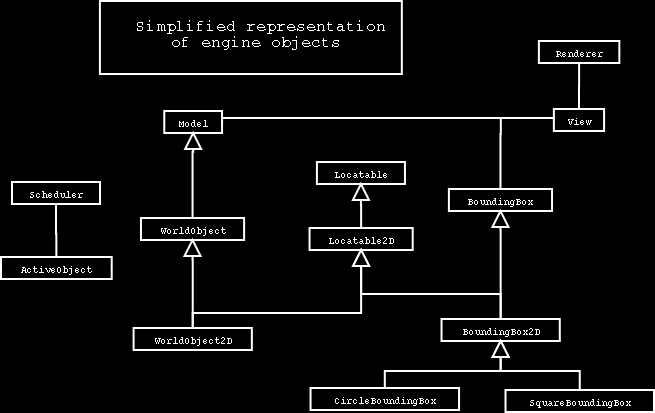 Simplified representation
of engine objects
Renderer
Model
View
Locatable
Scheduler
BoundingBox
WorldObject
Locatable2D
ActiveObject
WorldObject2D
BoundingBox2D
CircleBoundingBox
SquareBoundingBox